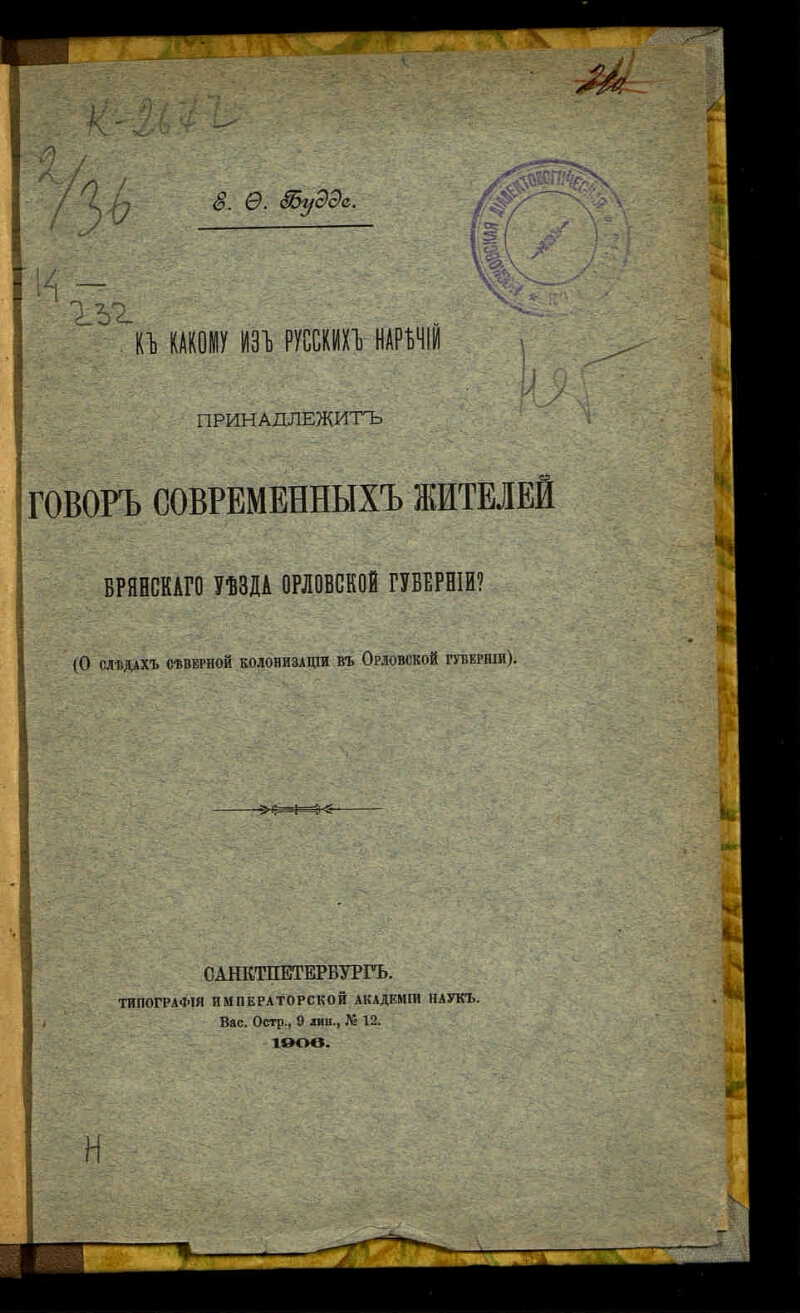 К-2672
2/36
Е. Ѳ. Будде.
14 —
232
КЪ КАКОМУ ИЗЪ РУССКИХЪ НАРѢЧІЙ
ПРИНАДЛЕЖИТЪ
ГОВОРЪ СОВРЕМЕННЫХЪ ЖИТЕЛЕЙ
БРЯНСКАГО УѢЗДА ОРЛОВСКОЙ ГУБЕРНІИ?
(О СЛѢДАХЪ СѢВЕРНОЙ КОЛОНИЗАЦІИ ВЪ ОРЛОВСКОЙ ГУБЕРНІИ).
САНКТПЕТЕРБУРГЪ.
ТИПОГРАФІЯ ИМПЕРАТОРСКОЙ АКАДЕМІИ НАУКЪ.
Вас. Остр., 9 лин., № 12.
1906.
Н